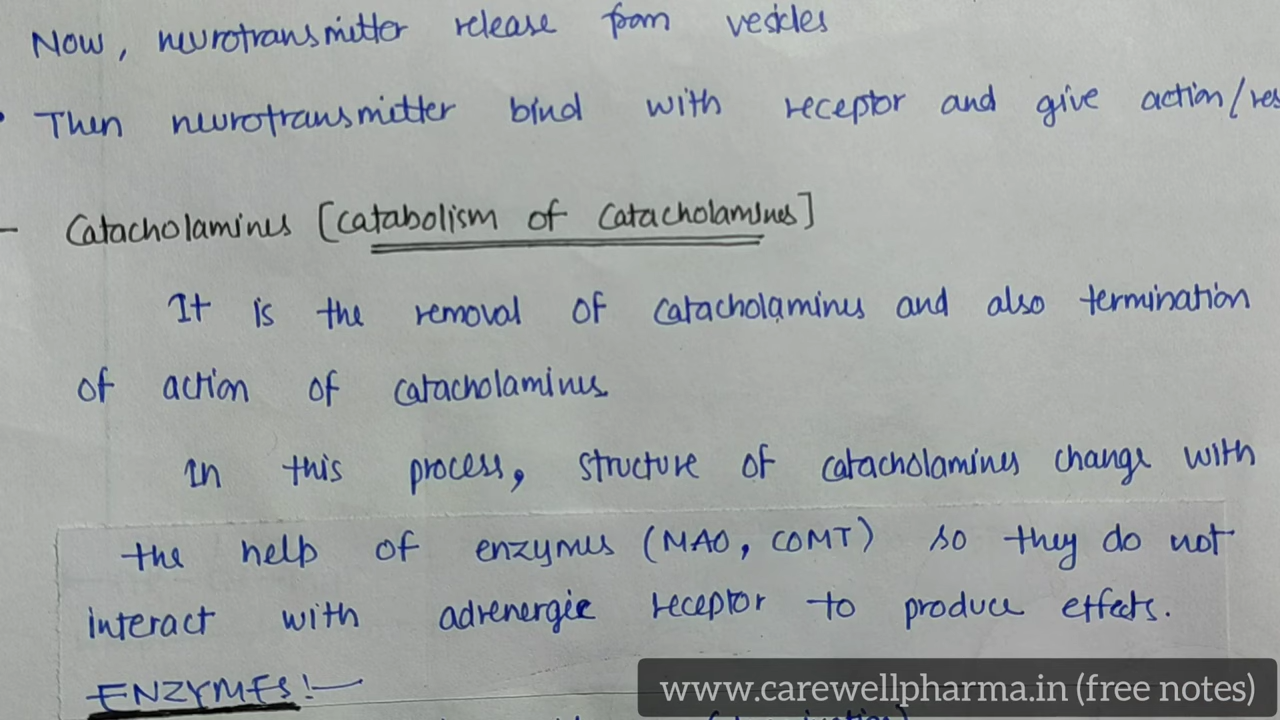 Now, neurotransmitter release from vesicles
• Then neurotransmitter bind with receptor and give action/res
- Catacholamines [catabolism of Catacholamines]
It is the removal of catacholamines and also termination
of action of catacholamines.
In this process, structure of catacholamines change with
the help of enzymes (MAO, COMT) so they do not
interact with adrenergic receptor to produce effects.
ENZYMES:-
www.carewellpharma.in (free notes)